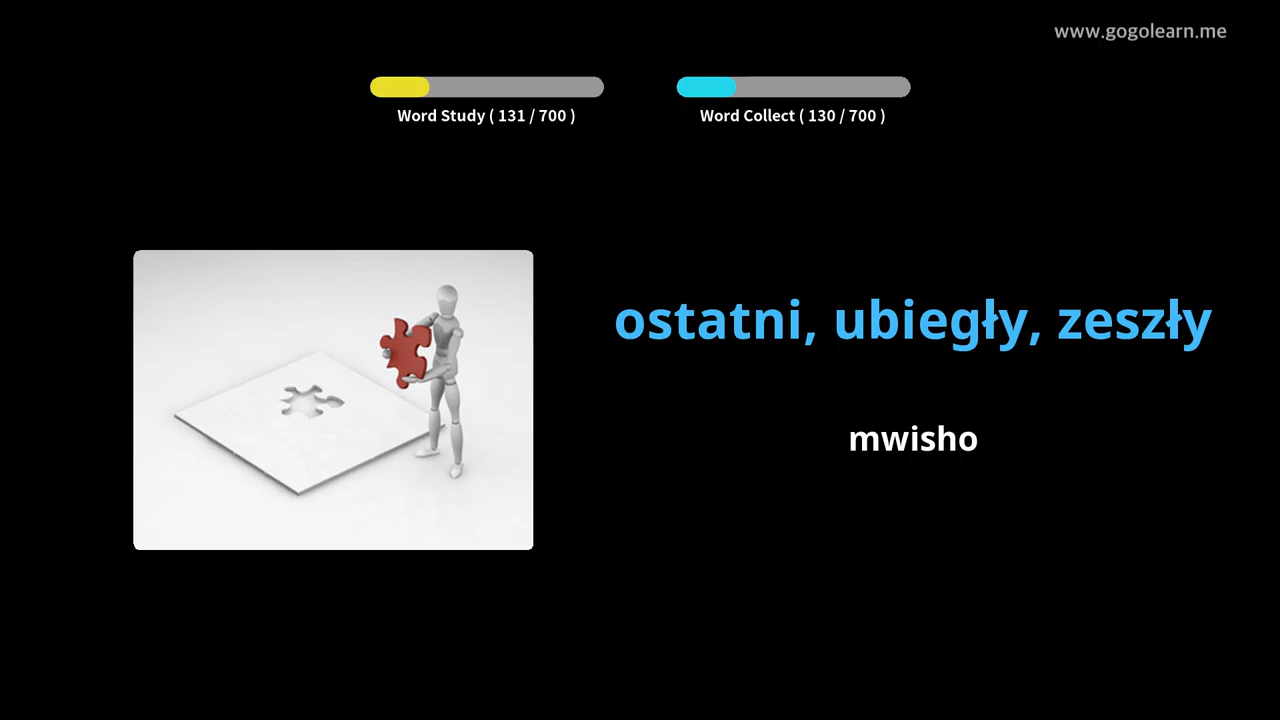 www.gogolearn.me
Word Study ( 131 / 700 )
Word Collect ( 130 / 700 )
ostatni, ubiegły, zeszły
mwisho